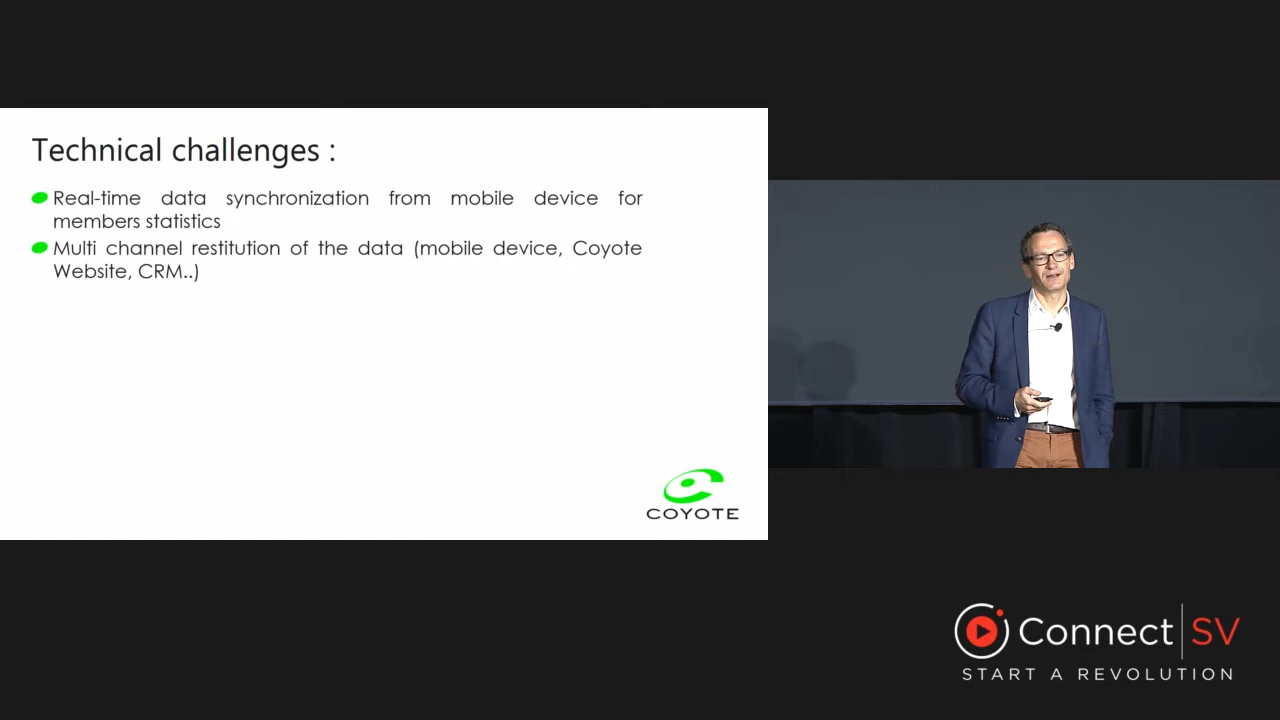 Technical challenges :
Real-time data synchronization from mobile device for
members statistics
Multi channel restitution of the data (mobile device, Coyote
Website, CRM..)
COYOTE
Connect SV
START A REVOLUTION